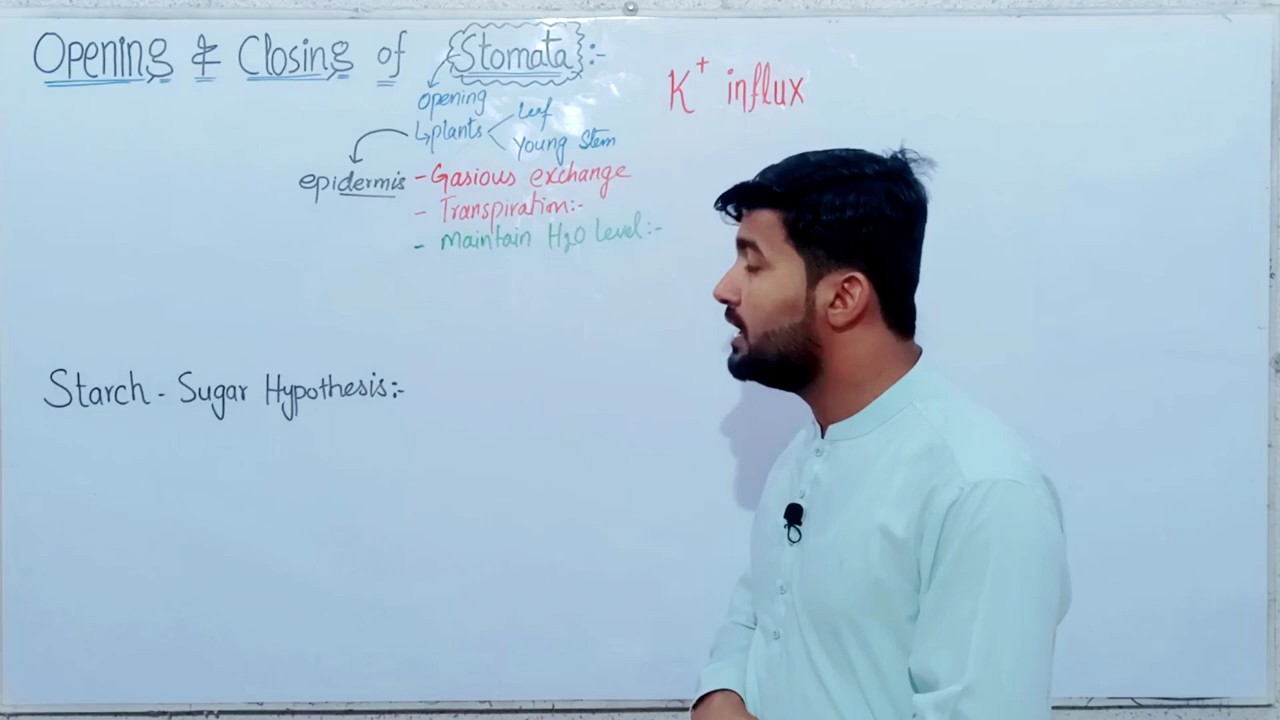 Opening & Closing of Stomata:-
K+ influx
opening
↳plants < Leef
Young Stem
epidermis
- Gasious exchange
- Transpiration:-
- Maintain H2O Level:-
Starch - Sugar Hypothesis:-